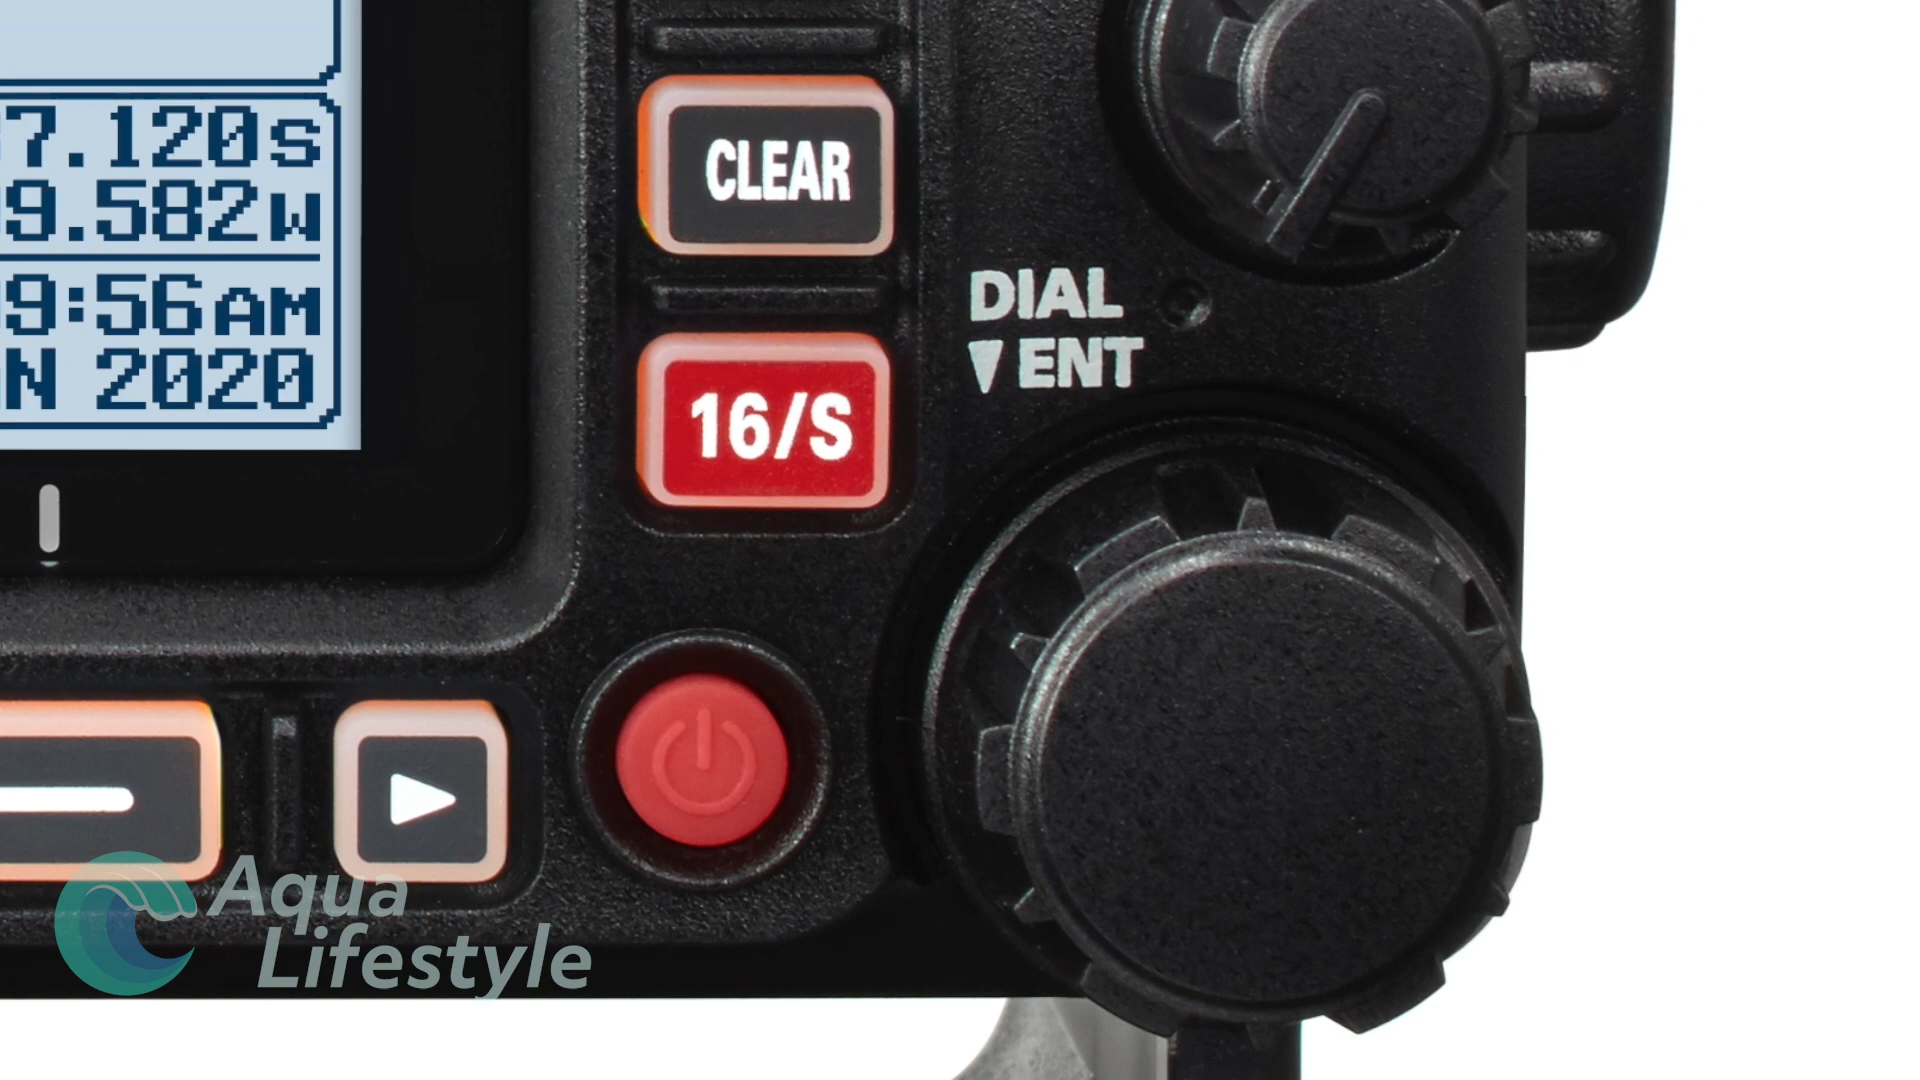 7.120s
9.582W
9:56AM
N 2020
CLEAR
16/S
DIAL
▼ENT
Aqua
Lifestyle